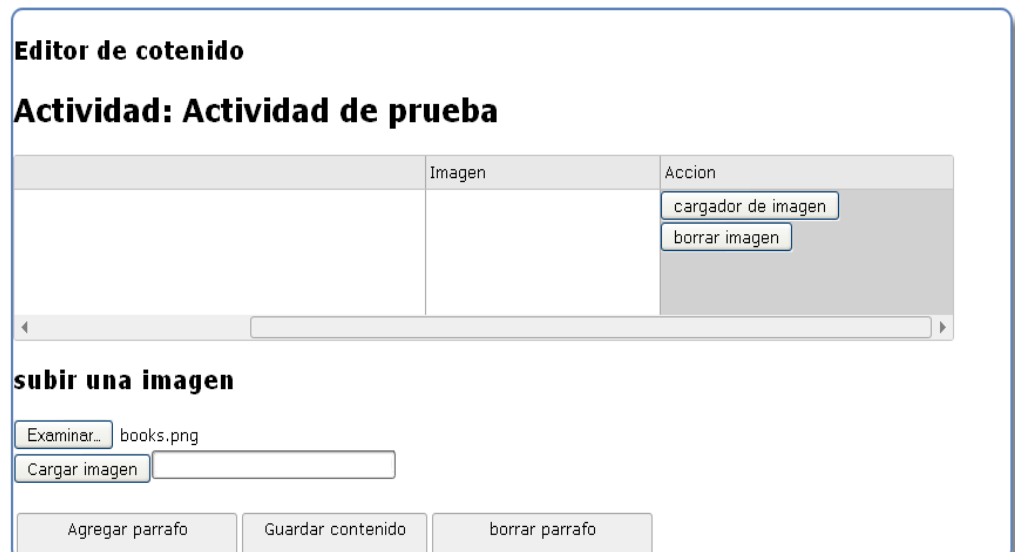 Editor de cotenido
Actividad: Actividad de prueba
Imagen Accion
cargador de imagen
borrar imagen
subir una imagen
Examinar... books.png
Cargar imagen
Agregar parrafo Guardar contenido borrar parrafo